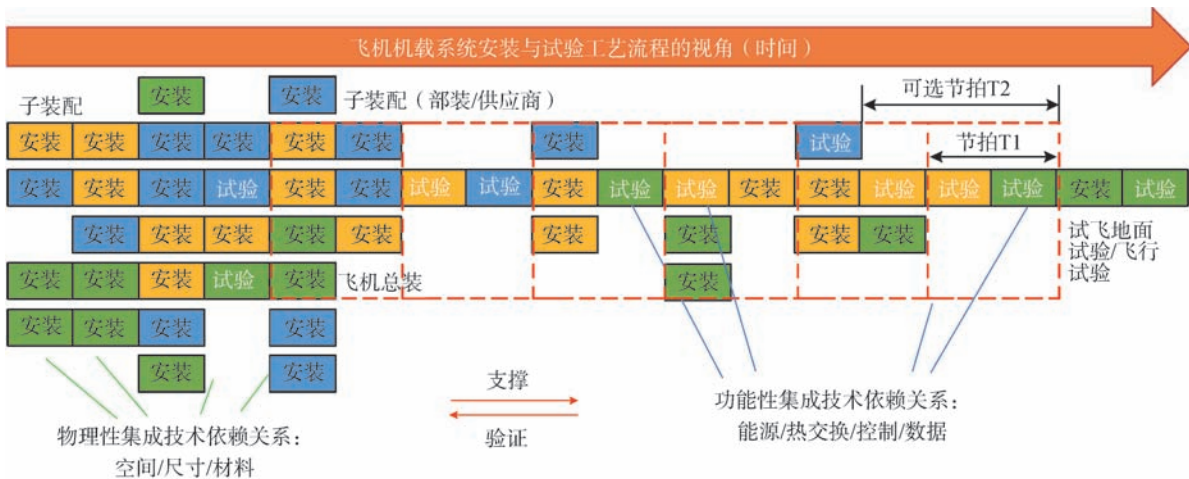 飞机机载系统安装与试验工艺流程的视角（时间）
安装 安装
子装配 子装配（部装/供应商） 可选节拍T2
安装 安装 安装 安装 安装 安装 安装 试验 节拍T1
安装 安装 安装 试验 安装 安装 试验 试验 安装 试验 试验 安装 安装 试验 试验 试验 安装 试验
安装 安装 安装 安装 安装 安装 安装 安装 安装
试飞地面
试验/飞行
试验
安装 安装 安装 试验 安装 飞机总装 安装
安装 安装 安装 安装
安装 安装
支撑
验证
物理性集成技术依赖关系：
空间/尺寸/材料
功能性集成技术依赖关系：
能源/热交换/控制/数据